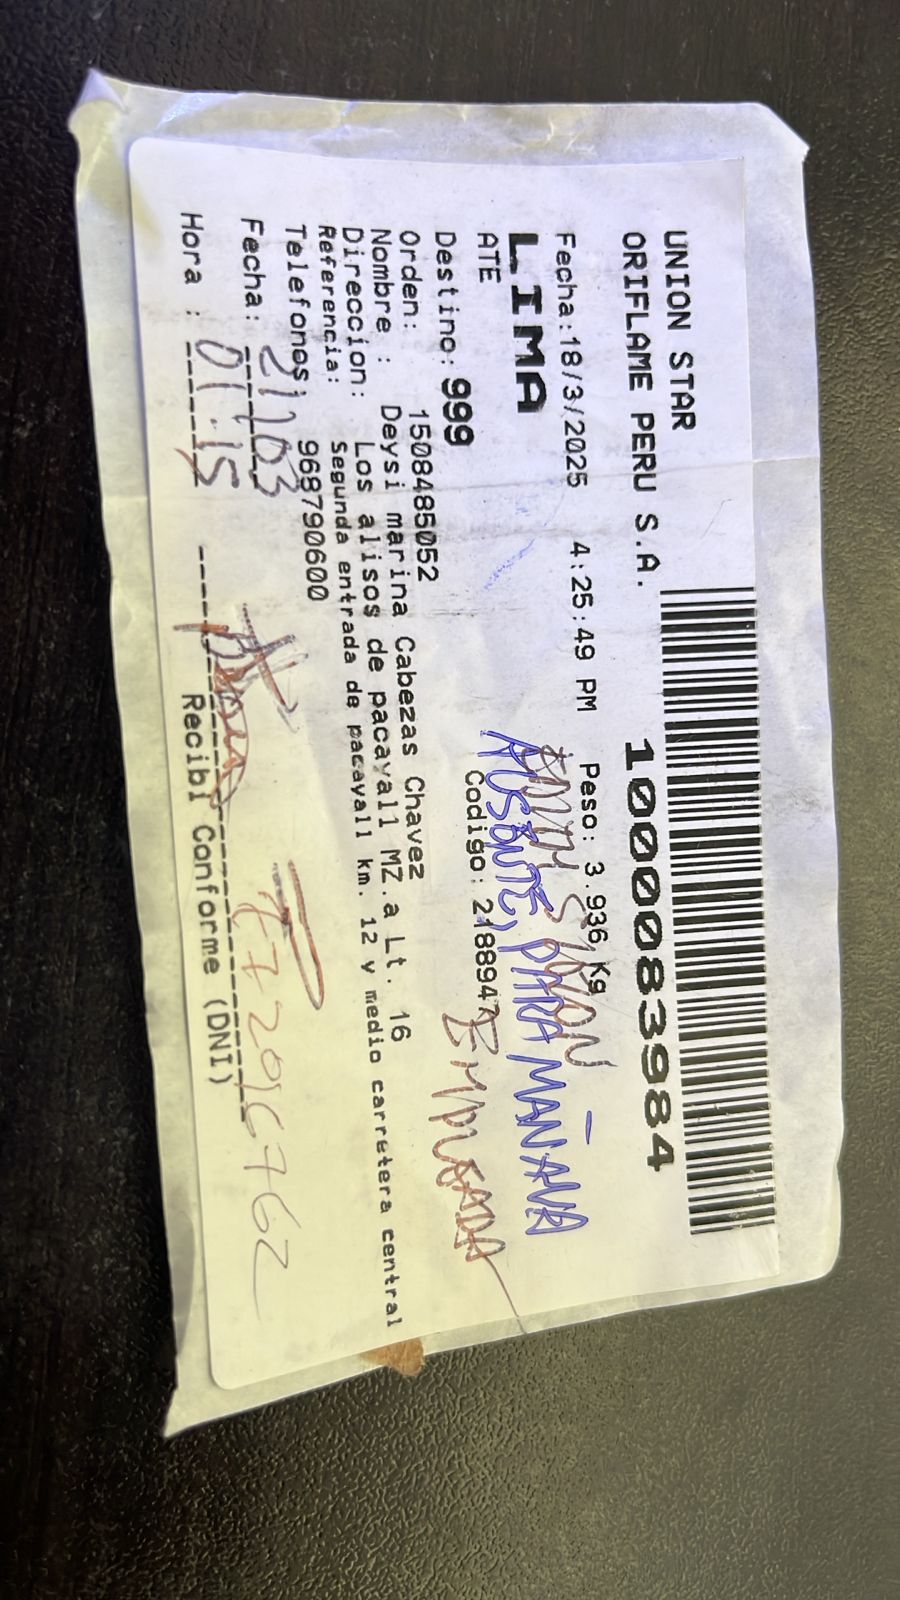 UNION STAR
ORIFLAME PERU S.A.
10000083984
Fecha:18/3/2025 4:25:49 PM Peso: 3.936 Kg
LIMA
ATE
Codigo: 218894
AUSENTE, PARA MAÑANA
EMPLEADA
Destino: 999
Orden: 1508485052
Nombre : Deysi marina Cabezas Chavez
Direccion: Los alisos de pacayall MZ.a Lt. 16
Referencia: Segunda entrada de pacayall km. 12 y medio carretera central
Telefonos: 968790600
Fecha: 21/03
Hora : 01:15
Recibi Conforme (DNI)